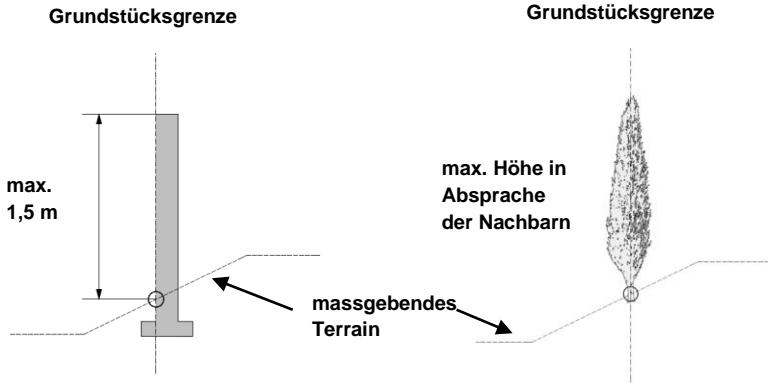 Grundstücksgrenze
Grundstücksgrenze
max.
1,5 m
max. Höhe in
Absprache
der Nachbarn
massgebendes
Terrain